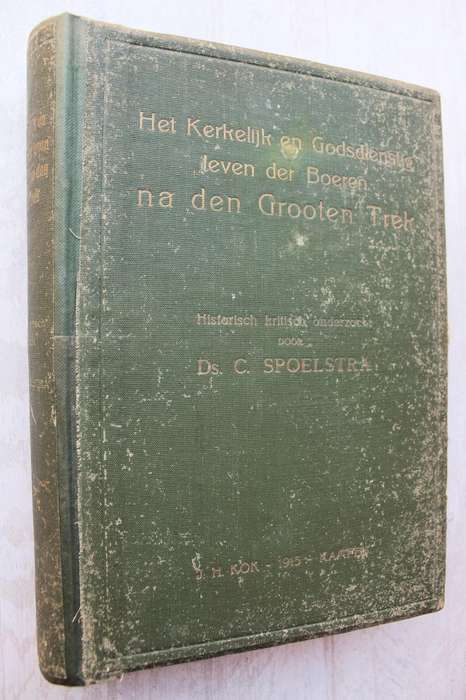 Het Kerkelijk en Godsdienstig
leven der Boeren
na den Grooten Trek
Historisch kritisch onderzoek
DOOR
Ds. C. SPOELSTRA
J. H. KOK - 1915 - KAMPEN